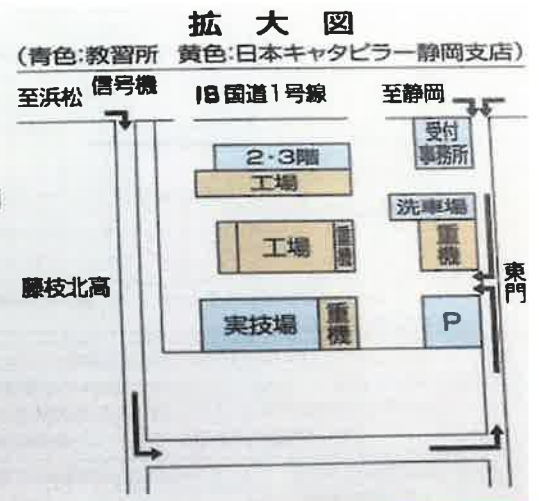 拡大図
(青色:教習所 黄色:日本キャタピラー静岡支店)
至浜松 信号機 旧国道1号線 至静岡
受付
事務所
2・3階
工場
洗車場
工場
重機
重機
藤枝北高
東門
実技場
重機
P